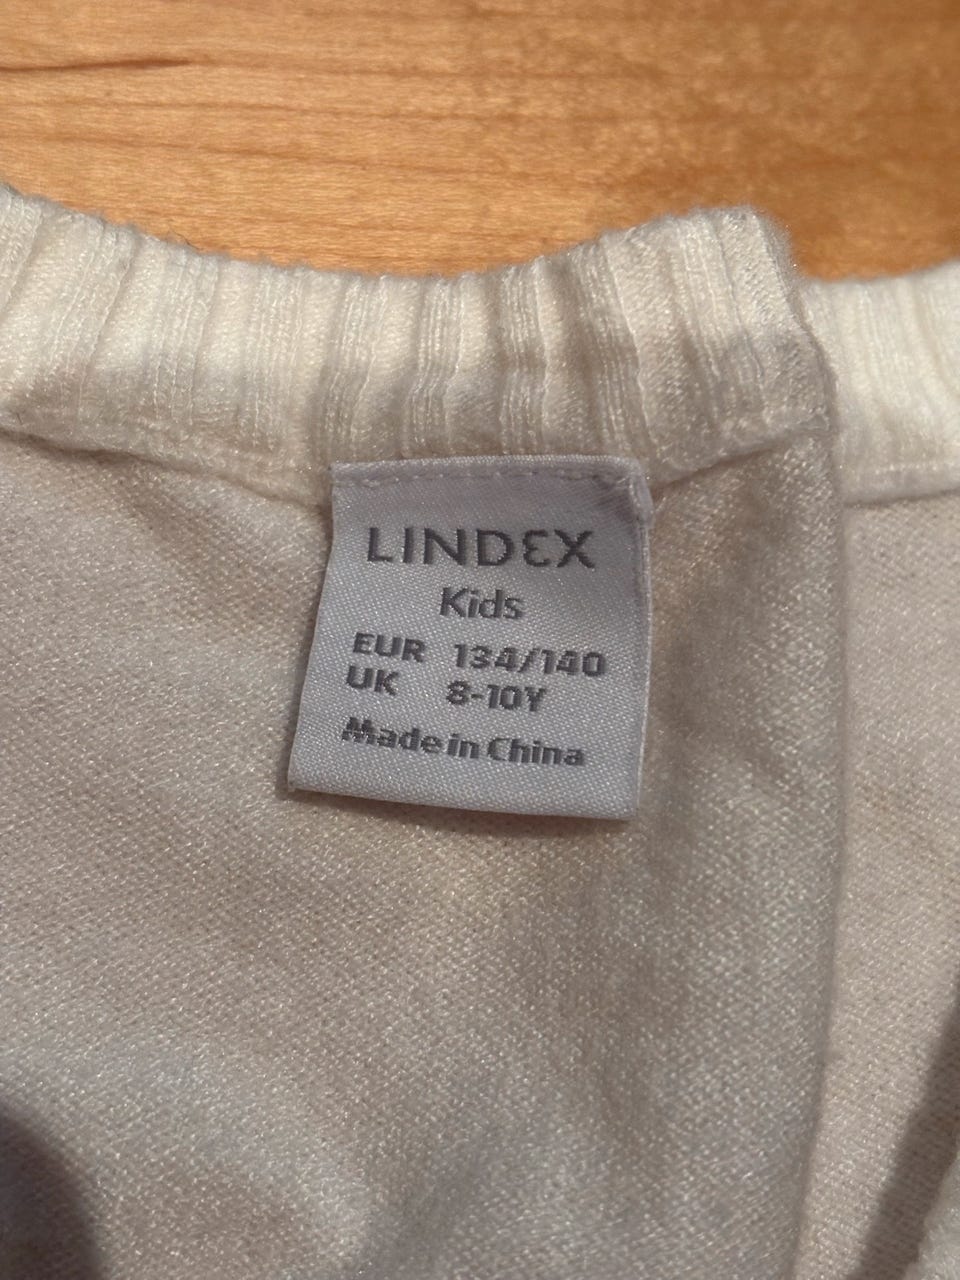 LINDEX
Kids
EUR 134/140
UK 8-10Y
Made in China